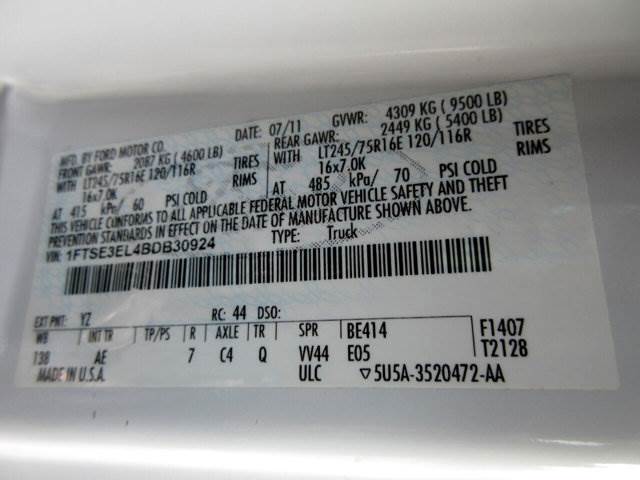 MFD. BY FORD MOTOR CO. DATE: 07/11 GVWR: 4309 KG ( 9500 LB)
FRONT GAWR: 2087 KG ( 4600 LB) REAR GAWR: 2449 KG ( 5400 LB)
WITH LT245/75R16E 120/116R TIRES WITH LT245/75R16E 120/116R TIRES
16x7.0K RIMS 16x7.0K RIMS
AT 415 kPa/ 60 PSI COLD AT 485 kPa/ 70 PSI COLD
THIS VEHICLE CONFORMS TO ALL APPLICABLE FEDERAL MOTOR VEHICLE SAFETY AND THEFT
PREVENTION STANDARDS IN EFFECT ON THE DATE OF MANUFACTURE SHOWN ABOVE.
VIN: 1FTSE3EL4BDB30924 TYPE: Truck
EXT PNT: YZ RC: 44 DSO:
WB INT TR TP/PS R AXLE TR SPR BE414 F1407
138 AE 7 C4 Q VV44 E05 T2128
MADE IN U.S.A. ULC ▽5U5A-3520472-AA